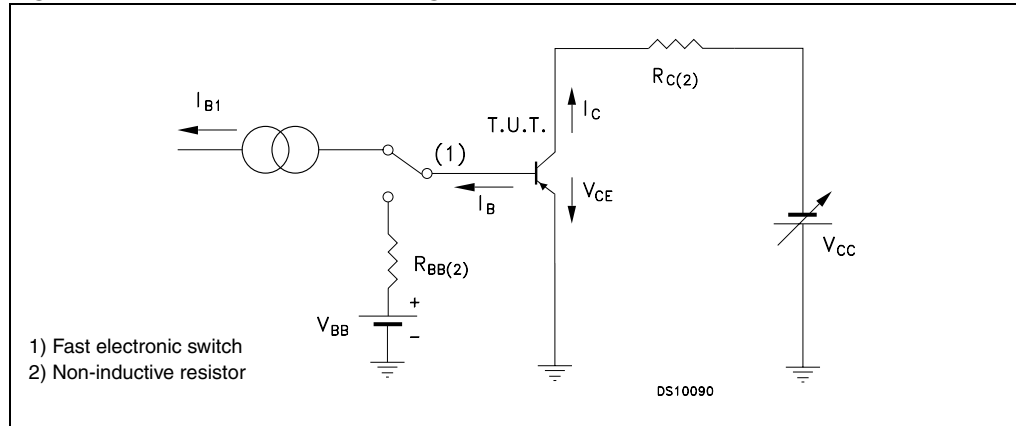 R_C(2)
I_B1
I_C
T.U.T.
(1)
V_CE
I_B
V_CC
R_BB(2)
+
V_BB
–
1) Fast electronic switch
2) Non-inductive resistor
DS10090